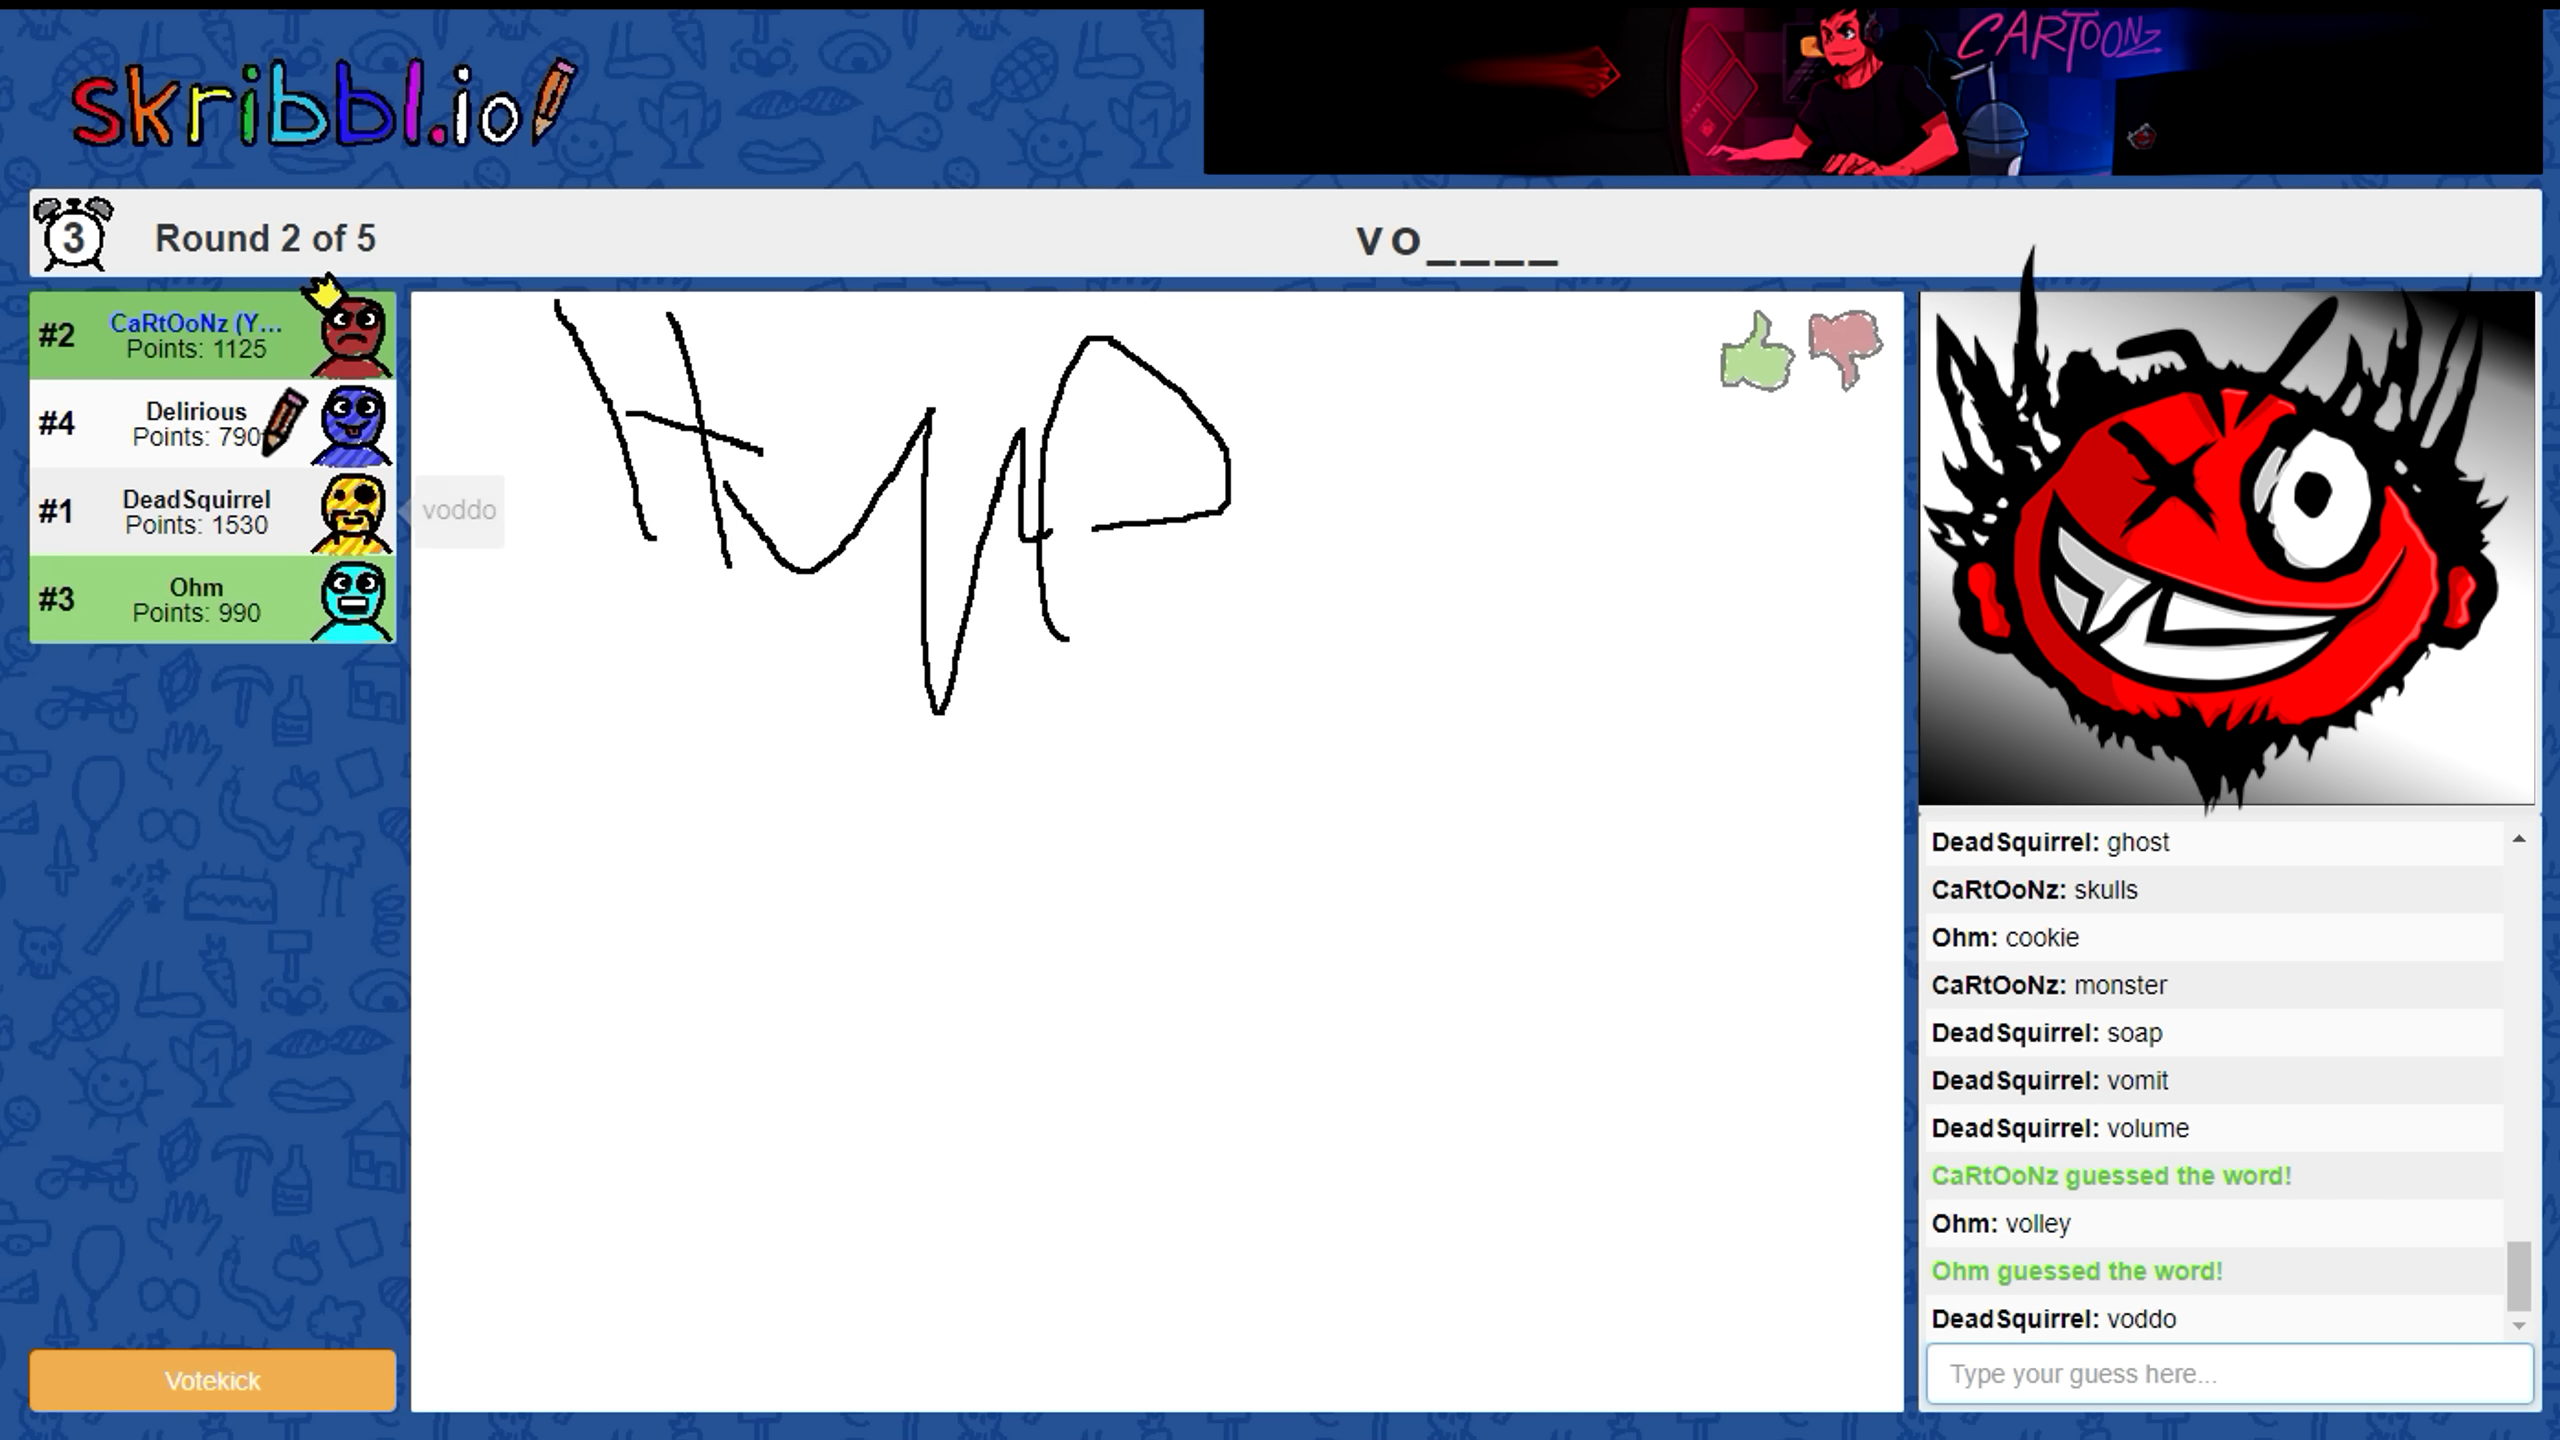 skribbl.io
CARTOONZ
3
Round 2 of 5
vo____
#2
CaRtOoNz (Y...
Points: 1125
#4
Delirious
Points: 790
#1
DeadSquirrel
Points: 1530
#3
Ohm
Points: 990
voddo
DeadSquirrel: ghost
CaRtOoNz: skulls
Ohm: cookie
CaRtOoNz: monster
DeadSquirrel: soap
DeadSquirrel: vomit
DeadSquirrel: volume
CaRtOoNz guessed the word!
Ohm: volley
Ohm guessed the word!
DeadSquirrel: voddo
Type your guess here...
Votekick